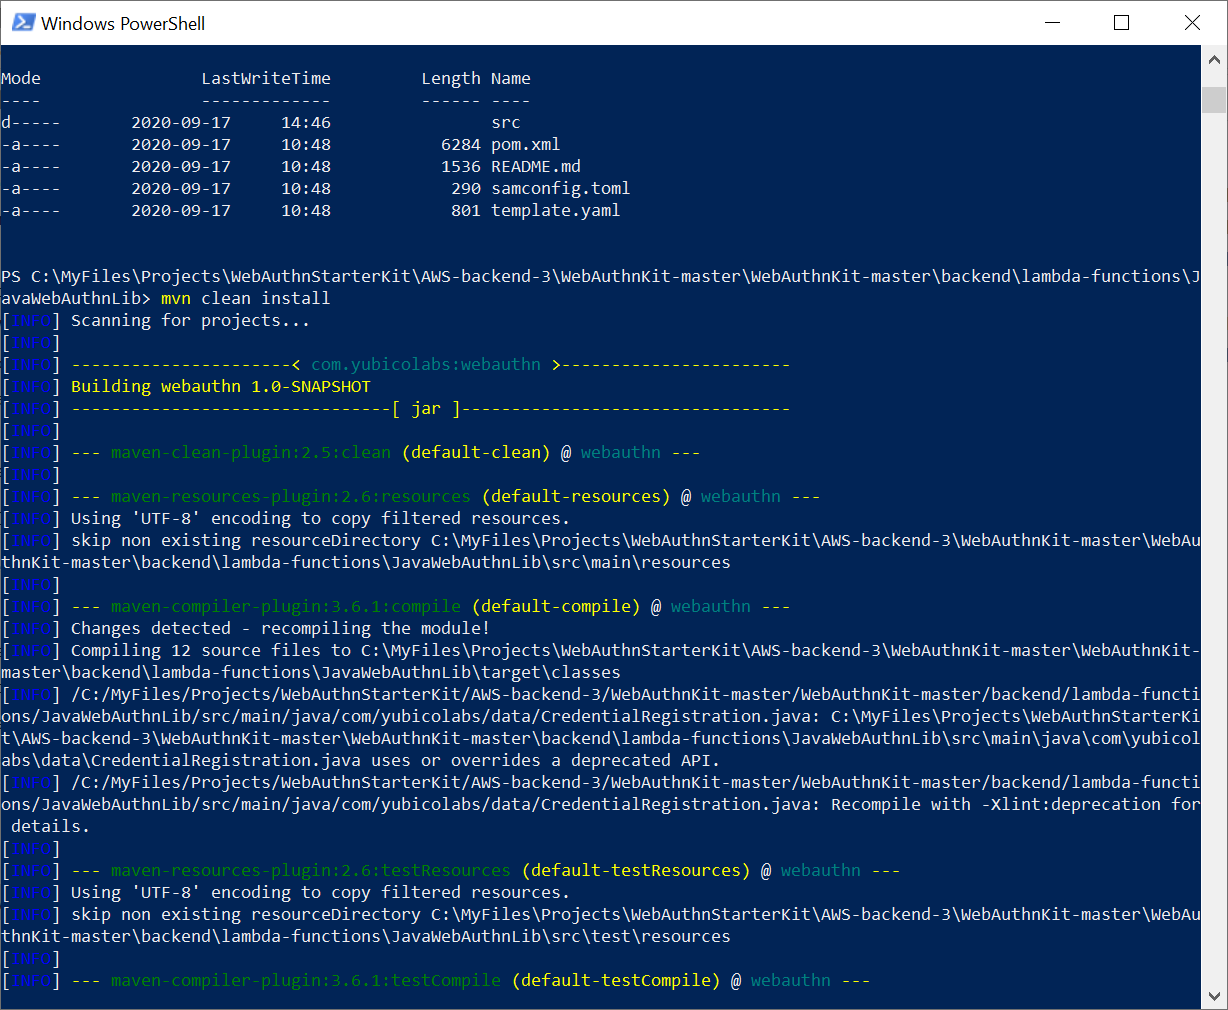 Windows PowerShell
Mode                LastWriteTime         Length Name
----                -------------         ------ ----
d-----       2020-09-17     14:46                src
-a----       2020-09-17     10:48           6284 pom.xml
-a----       2020-09-17     10:48           1536 README.md
-a----       2020-09-17     10:48            290 samconfig.toml
-a----       2020-09-17     10:48            801 template.yaml
PS C:\MyFiles\Projects\WebAuthnStarterKit\AWS-backend-3\WebAuthnKit-master\WebAuthnKit-master\backend\lambda-functions\J
avaWebAuthnLib> mvn clean install
[INFO] Scanning for projects...
[INFO]
[INFO] ----------------------< com.yubicolabs:webauthn >-----------------------
[INFO] Building webauthn 1.0-SNAPSHOT
[INFO] --------------------------------[ jar ]---------------------------------
[INFO]
[INFO] --- maven-clean-plugin:2.5:clean (default-clean) @ webauthn ---
[INFO]
[INFO] --- maven-resources-plugin:2.6:resources (default-resources) @ webauthn ---
[INFO] Using 'UTF-8' encoding to copy filtered resources.
[INFO] skip non existing resourceDirectory C:\MyFiles\Projects\WebAuthnStarterKit\AWS-backend-3\WebAuthnKit-master\WebAu
thnKit-master\backend\lambda-functions\JavaWebAuthnLib\src\main\resources
[INFO]
[INFO] --- maven-compiler-plugin:3.6.1:compile (default-compile) @ webauthn ---
[INFO] Changes detected - recompiling the module!
[INFO] Compiling 12 source files to C:\MyFiles\Projects\WebAuthnStarterKit\AWS-backend-3\WebAuthnKit-master\WebAuthnKit-
master\backend\lambda-functions\JavaWebAuthnLib\target\classes
[INFO] /C:/MyFiles/Projects/WebAuthnStarterKit/AWS-backend-3/WebAuthnKit-master/WebAuthnKit-master/backend/lambda-functi
ons/JavaWebAuthnLib/src/main/java/com/yubicolabs/data/CredentialRegistration.java: C:\MyFiles\Projects\WebAuthnStarterKi
t\AWS-backend-3\WebAuthnKit-master\WebAuthnKit-master\backend\lambda-functions\JavaWebAuthnLib\src\main\java\com\yubicol
abs\data\CredentialRegistration.java uses or overrides a deprecated API.
[INFO] /C:/MyFiles/Projects/WebAuthnStarterKit/AWS-backend-3/WebAuthnKit-master/WebAuthnKit-master/backend/lambda-functi
ons/JavaWebAuthnLib/src/main/java/com/yubicolabs/data/CredentialRegistration.java: Recompile with -Xlint:deprecation for
 details.
[INFO]
[INFO] --- maven-resources-plugin:2.6:testResources (default-testResources) @ webauthn ---
[INFO] Using 'UTF-8' encoding to copy filtered resources.
[INFO] skip non existing resourceDirectory C:\MyFiles\Projects\WebAuthnStarterKit\AWS-backend-3\WebAuthnKit-master\WebAu
thnKit-master\backend\lambda-functions\JavaWebAuthnLib\src\test\resources
[INFO]
[INFO] --- maven-compiler-plugin:3.6.1:testCompile (default-testCompile) @ webauthn ---